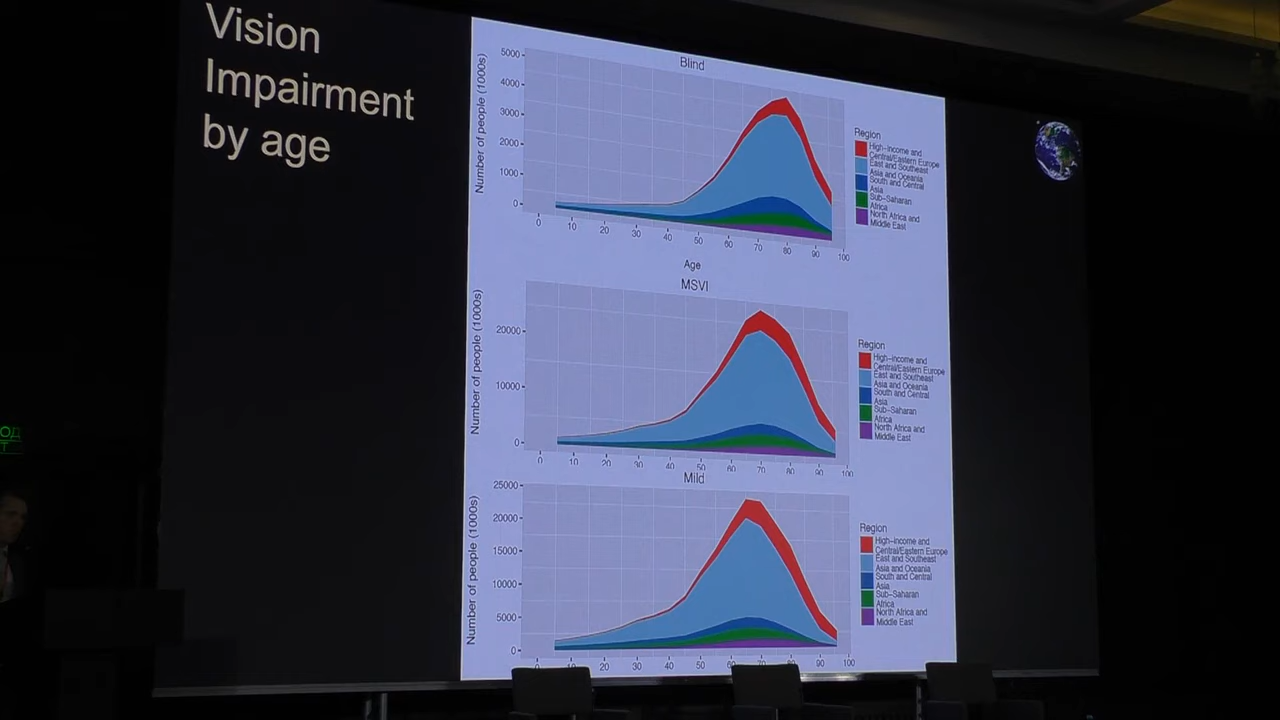 Vision
Impairment
by age
Blind
Number of people (1000s)
5000
4000
3000
2000
1000
0
0 10 20 30 40 50 60 70 80 90 100
Age
Region
High-income and
Central/Eastern Europe
East and Southeast
Asia and Oceania
South and Central
Asia
Sub-Saharan
Africa
North Africa and
Middle East
MSVI
Number of people (1000s)
20000
10000
0
0 10 20 30 40 50 60 70 80 90 100
Region
High-income and
Central/Eastern Europe
East and Southeast
Asia and Oceania
South and Central
Asia
Sub-Saharan
Africa
North Africa and
Middle East
Mild
Number of people (1000s)
25000
20000
15000
10000
5000
0
0 10 20 30 40 50 60 70 80 90 100
Region
High-income and
Central/Eastern Europe
East and Southeast
Asia and Oceania
South and Central
Asia
Sub-Saharan
Africa
North Africa and
Middle East